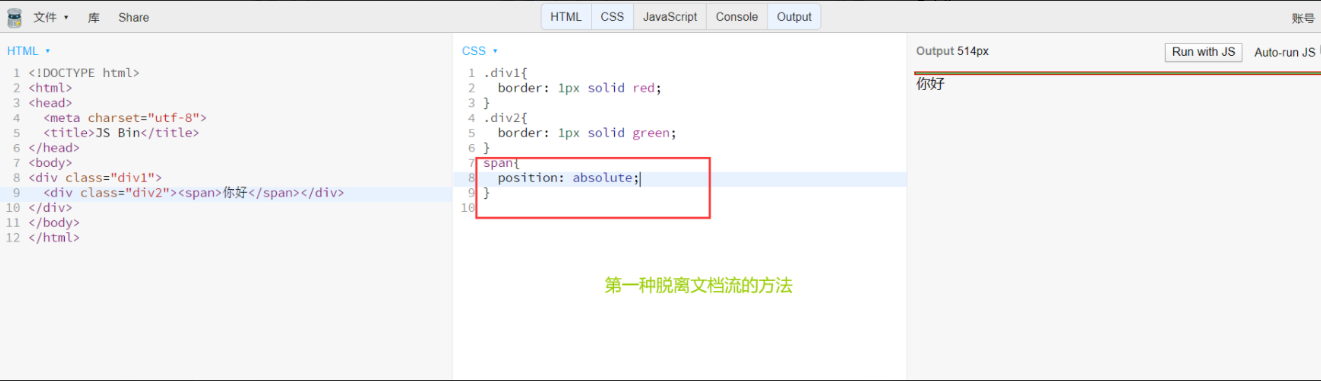 文件 库 Share HTML CSS JavaScript Console Output 账号
HTML
1 <!DOCTYPE html>
2 <html>
3 <head>
4 <meta charset="utf-8">
5 <title>JS Bin</title>
6 </head>
7 <body>
8 <div class="div1">
9 <div class="div2"><span>你好</span></div>
10 </div>
11 </body>
12 </html>
CSS
1 .div1{
2 border: 1px solid red;
3 }
4 .div2{
5 border: 1px solid green;
6 }
7 span{
8 position: absolute;
9 }
10
第一种脱离文档流的方法
Output 514px Run with JS Auto-run JS
你好